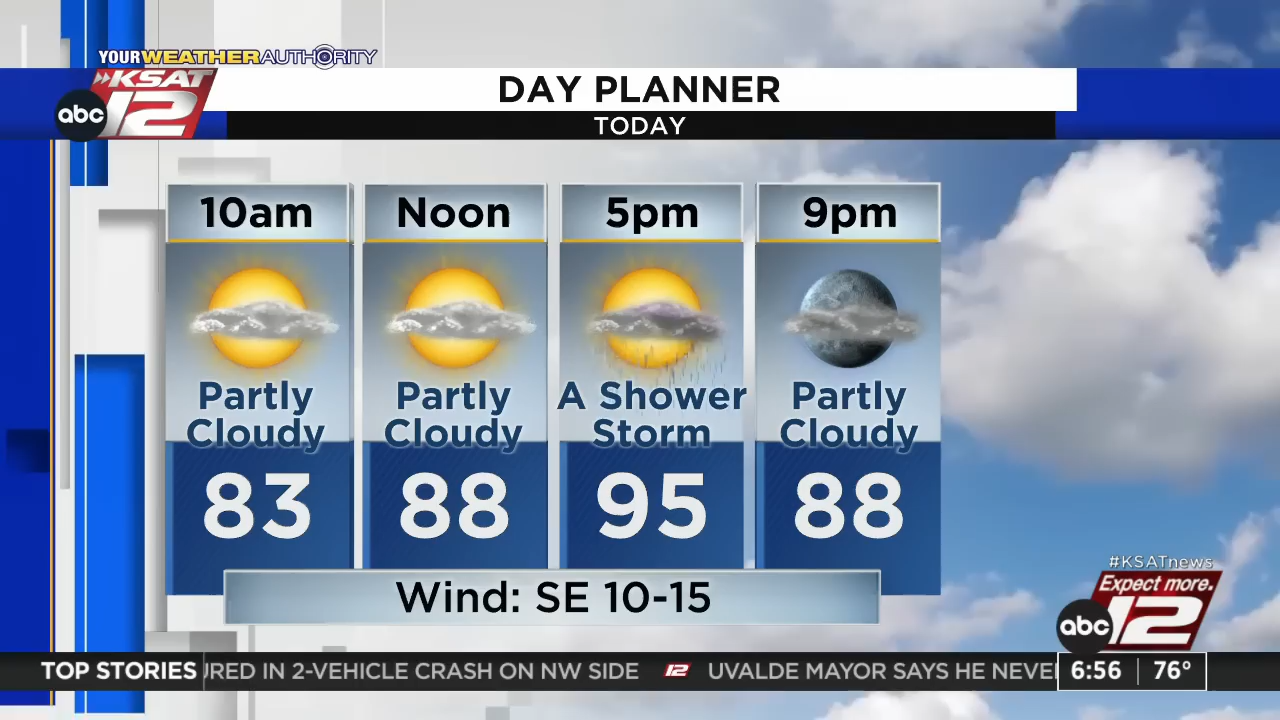 YOURWEATHERAUTHORITY
KSAT
abc 12
DAY PLANNER
TODAY
10am Noon 5pm 9pm
Partly Partly A Shower Partly
Cloudy Cloudy Storm Cloudy
83 88 95 88
Wind: SE 10-15
#KSATnews
Expect more.
abc 12
TOP STORIES URED IN 2-VEHICLE CRASH ON NW SIDE 12 UVALDE MAYOR SAYS HE NEVE 6:56 76°